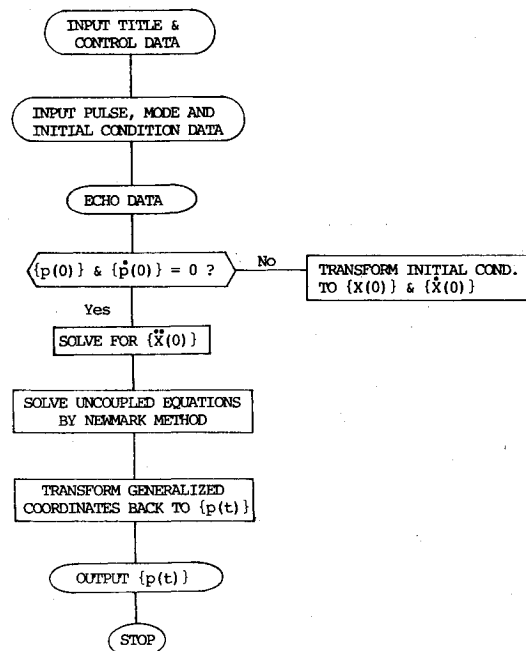 INPUT TITLE &
CONTROL DATA
INPUT PULSE, MODE AND
INITIAL CONDITION DATA
ECHO DATA
{p(0)} & {ṗ(0)} = 0 ?
No
TRANSFORM INITIAL COND.
TO {X(0)} & {Ẋ(0)}
Yes
SOLVE FOR {Ẍ(0)}
SOLVE UNCOUPLED EQUATIONS
BY NEWMARK METHOD
TRANSFORM GENERALIZED
COORDINATES BACK TO {p(t)}
OUTPUT {p(t)}
STOP